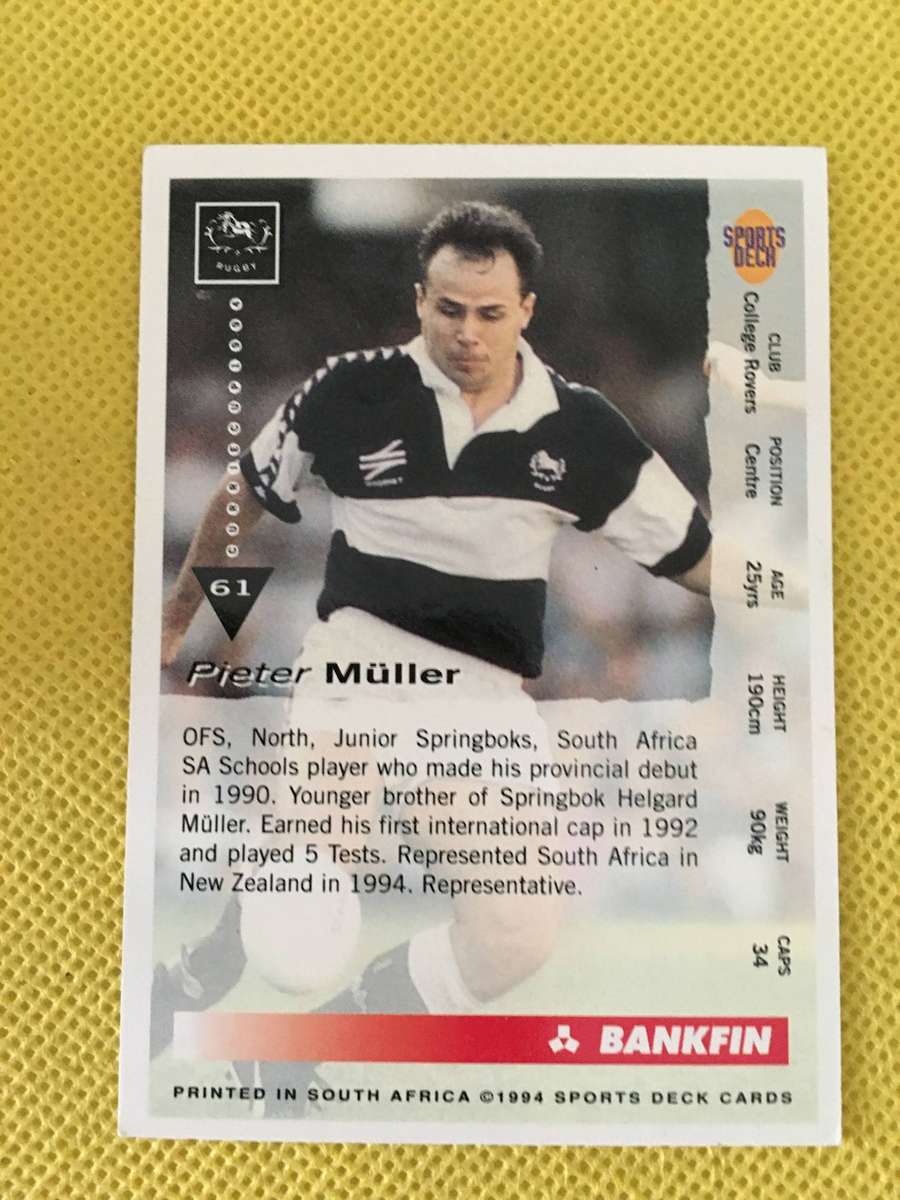 RUGBY
CURRIECUP/SSSA
61
Pieter Müller
OFS, North, Junior Springboks, South Africa
SA Schools player who made his provincial debut
in 1990. Younger brother of Springbok Helgard
Müller. Earned his first international cap in 1992
and played 5 Tests. Represented South Africa in
New Zealand in 1994. Representative.
SPORTS
DECK
CLUB
College Rovers
POSITION
Centre
AGE
25yrs
HEIGHT
190cm
WEIGHT
90kg
CAPS
34
BANKFIN
PRINTED IN SOUTH AFRICA ©1994 SPORTS DECK CARDS
RUGBY